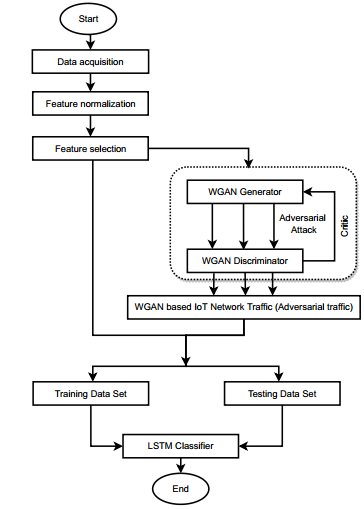 Start
Data acquisition
Feature normalization
Feature selection
WGAN Generator
Adversarial
Attack
Critic
WGAN Discriminator
WGAN based IoT Network Traffic (Adversarial traffic)
Training Data Set
Testing Data Set
LSTM Classifier
End